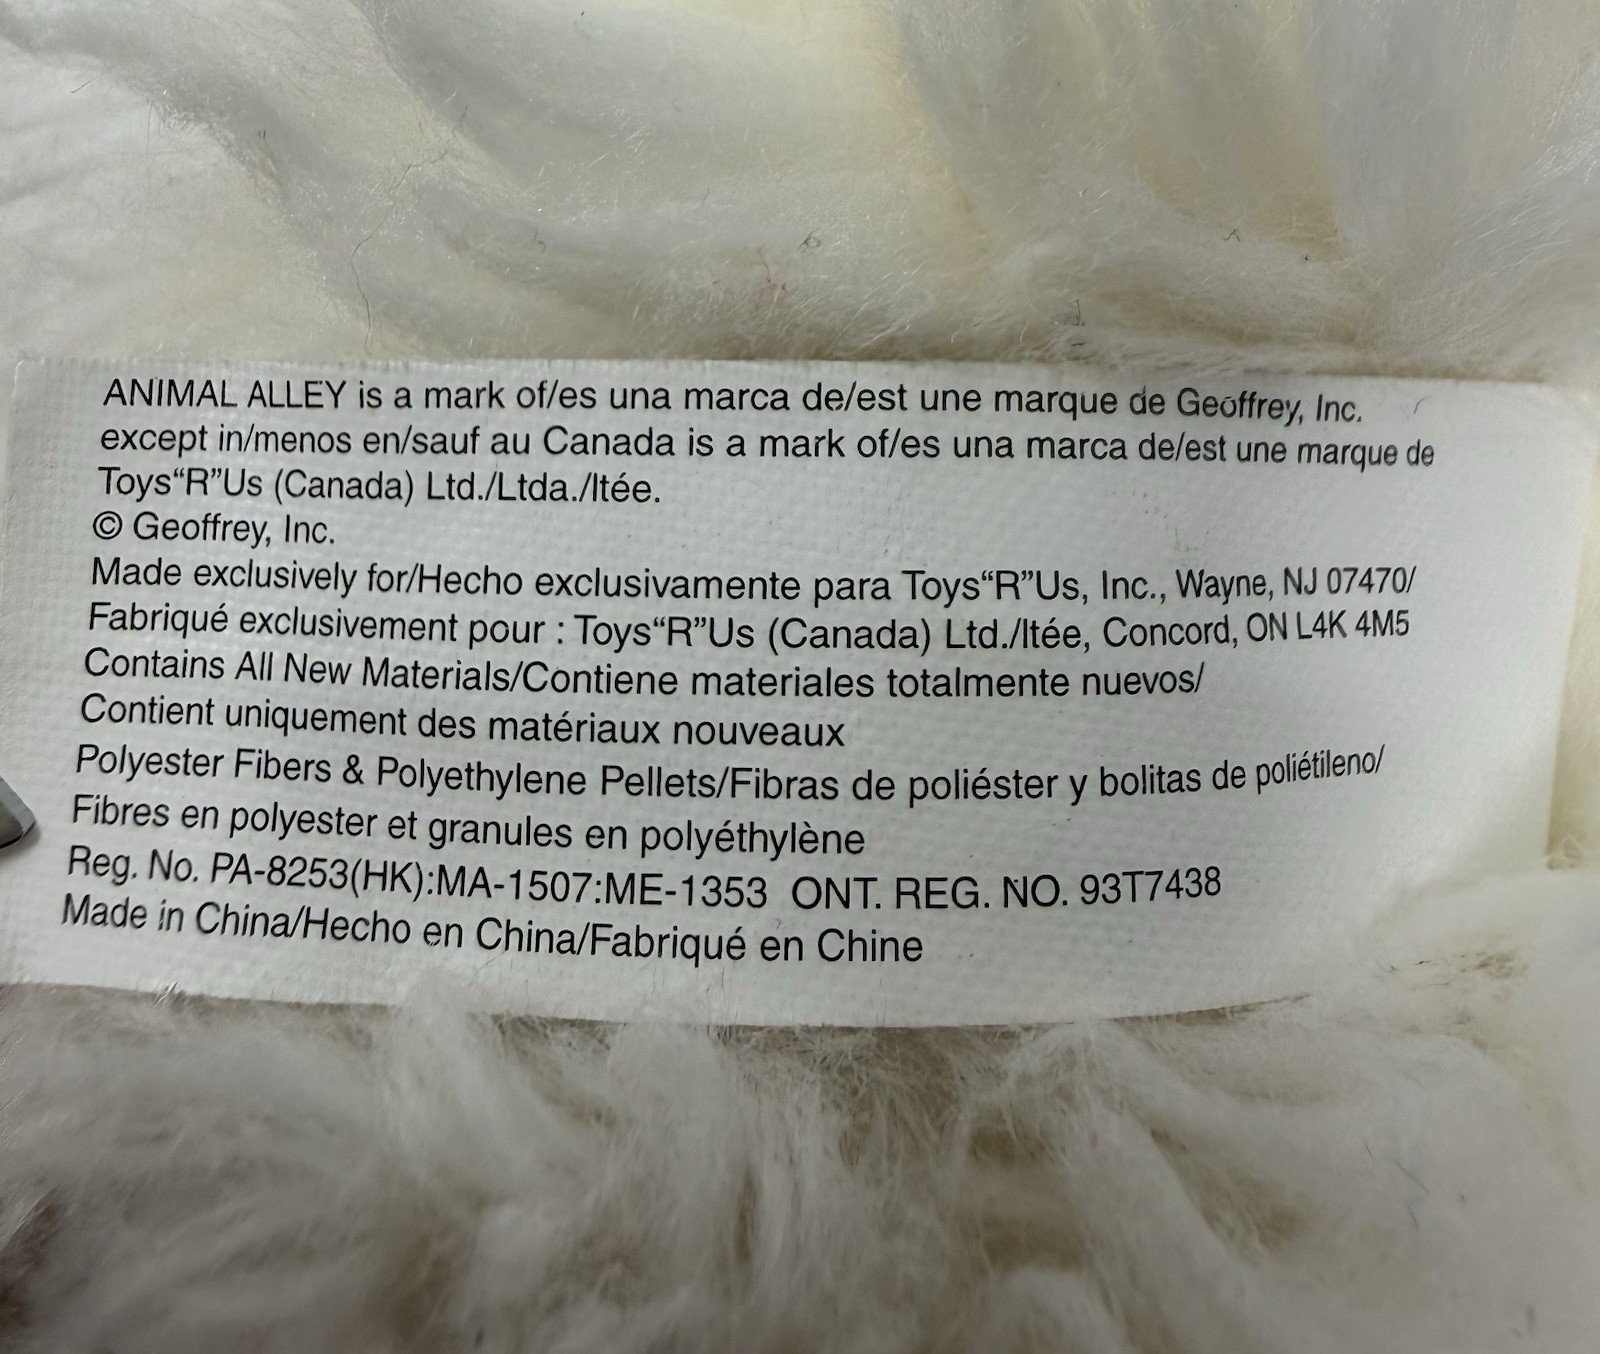 ANIMAL ALLEY is a mark of/es una marca de/est une marque de Geoffrey, Inc.
except in/menos en/sauf au Canada is a mark of/es una marca de/est une marque de
Toys“R”Us (Canada) Ltd./Ltda./ltée.
© Geoffrey, Inc.
Made exclusively for/Hecho exclusivamente para Toys“R”Us, Inc., Wayne, NJ 07470/
Fabriqué exclusivement pour : Toys“R”Us (Canada) Ltd./ltée, Concord, ON L4K 4M5
Contains All New Materials/Contiene materiales totalmente nuevos/
Contient uniquement des matériaux nouveaux
Polyester Fibers & Polyethylene Pellets/Fibras de poliéster y bolitas de poliétileno/
Fibres en polyester et granules en polyéthylène
Reg. No. PA-8253(HK):MA-1507:ME-1353 ONT. REG. NO. 93T7438
Made in China/Hecho en China/Fabriqué en Chine